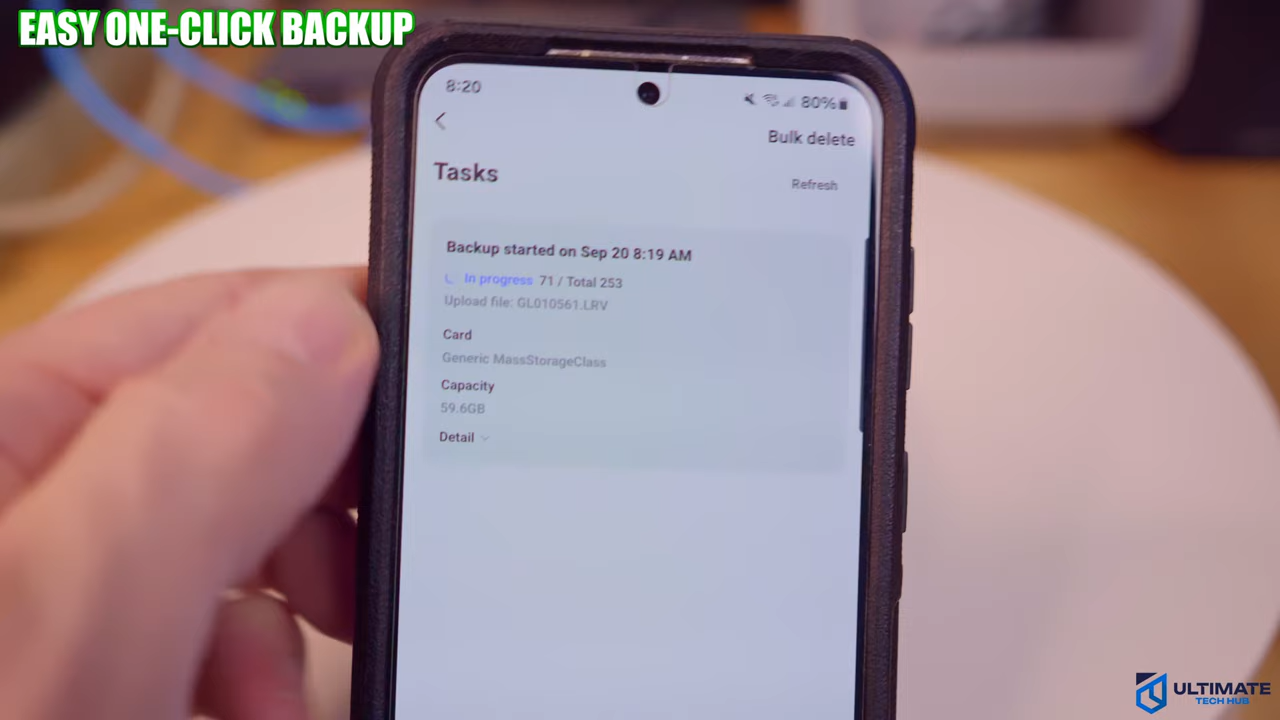 EASY ONE-CLICK BACKUP
8:20
80%
Bulk delete
Tasks
Refresh
Backup started on Sep 20 8:19 AM
In progress 71 / Total 253
Upload file: GL010561.LRV
Card
Generic MassStorageClass
Capacity
59.6GB
Detail
ULTIMATE
TECH HUB